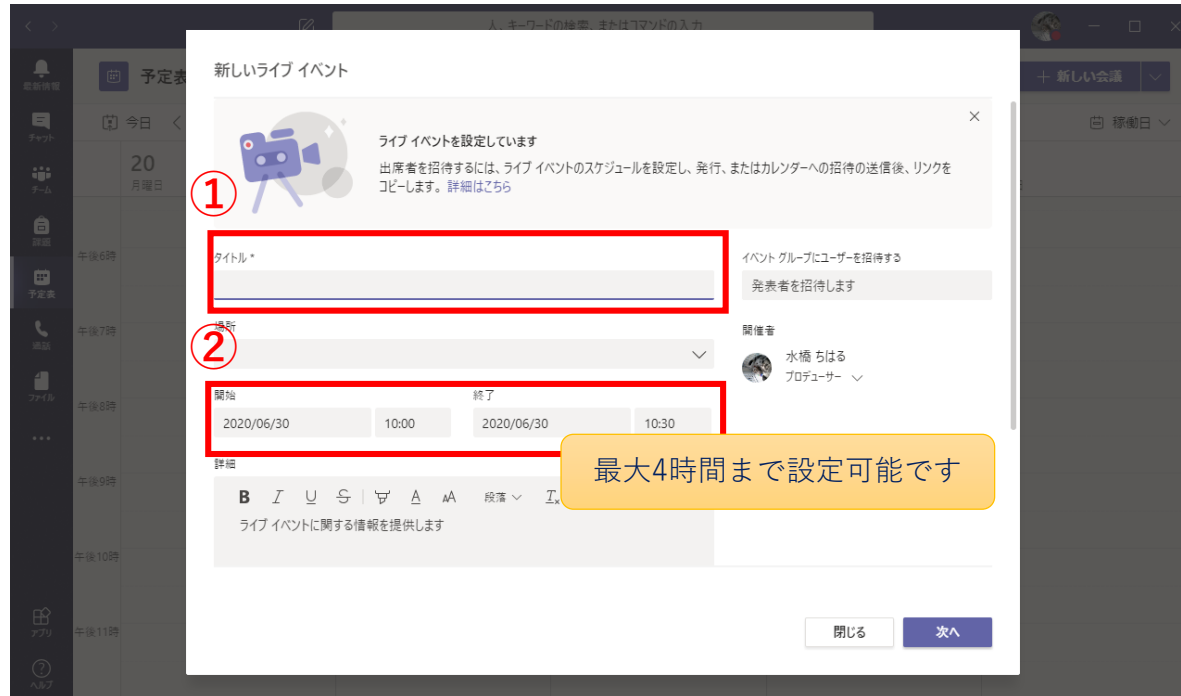 人、キーワードの検索、またはコマンドの入力
最新情報
チャット
チーム
課題
予定表
通話
ファイル
アプリ
ヘルプ
予定表
+ 新しい会議
今日
稼働日
20
月曜日
午後6時
午後7時
午後8時
午後9時
午後10時
午後11時
新しいライブ イベント
ライブ イベントを設定しています
出席者を招待するには、ライブ イベントのスケジュールを設定し、発行、またはカレンダーへの招待の送信後、リンクを
コピーします。詳細はこちら
①
タイトル *
イベント グループにユーザーを招待する
発表者を招待します
②
場所
開催者
水橋 ちはる
プロデューサー
開始
終了
2020/06/30 10:00 2020/06/30 10:30
最大4時間まで設定可能です
詳細
B I U S A AA 段落 Tx
ライブ イベントに関する情報を提供します
閉じる
次へ